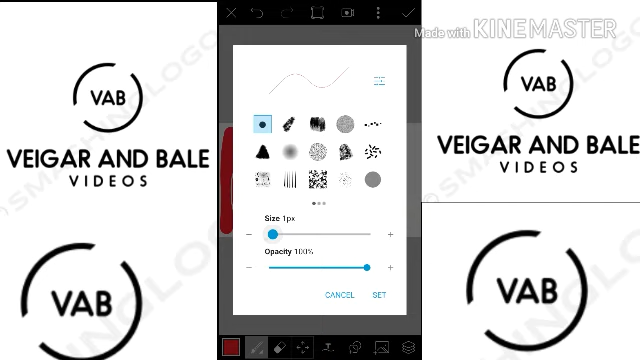 Made with KINEMASTER
VAB
VEIGAR AND BALE
VIDEOS
VAB
VAB
VEIGAR AND BALE
VIDEOS
VAB
Size 1px
Opacity 100%
CANCEL
SET
SMASHINGLOGO